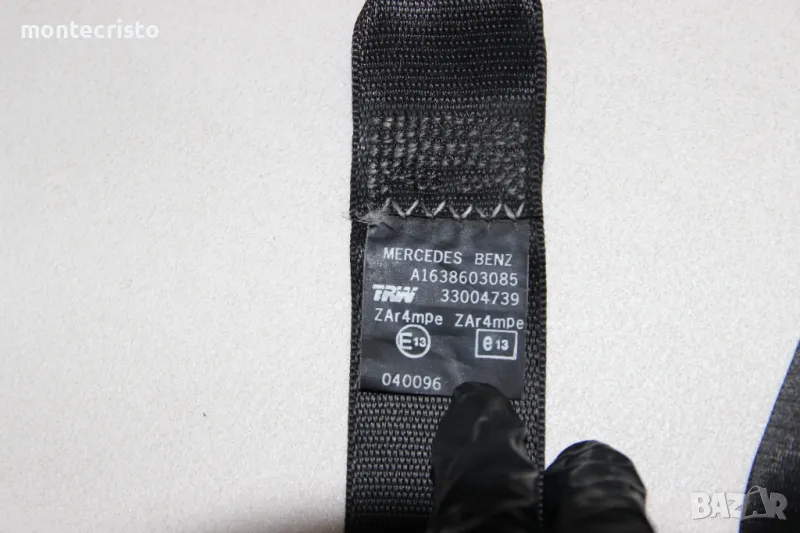 montecristo
MERCEDES BENZ
A1638603085
TRW 33004739
ZAr4mpe ZAr4mpe
E13 e13
040096
BAZAR